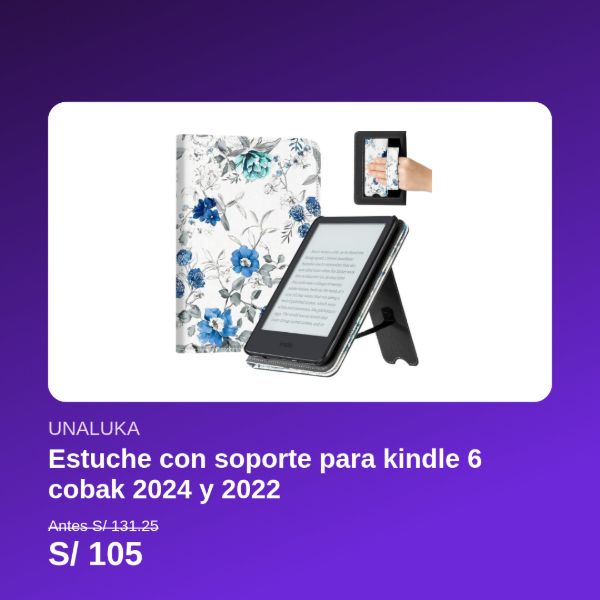 UNALUKA
Estuche con soporte para kindle 6
cobak 2024 y 2022
Antes S/ 131.25
S/ 105